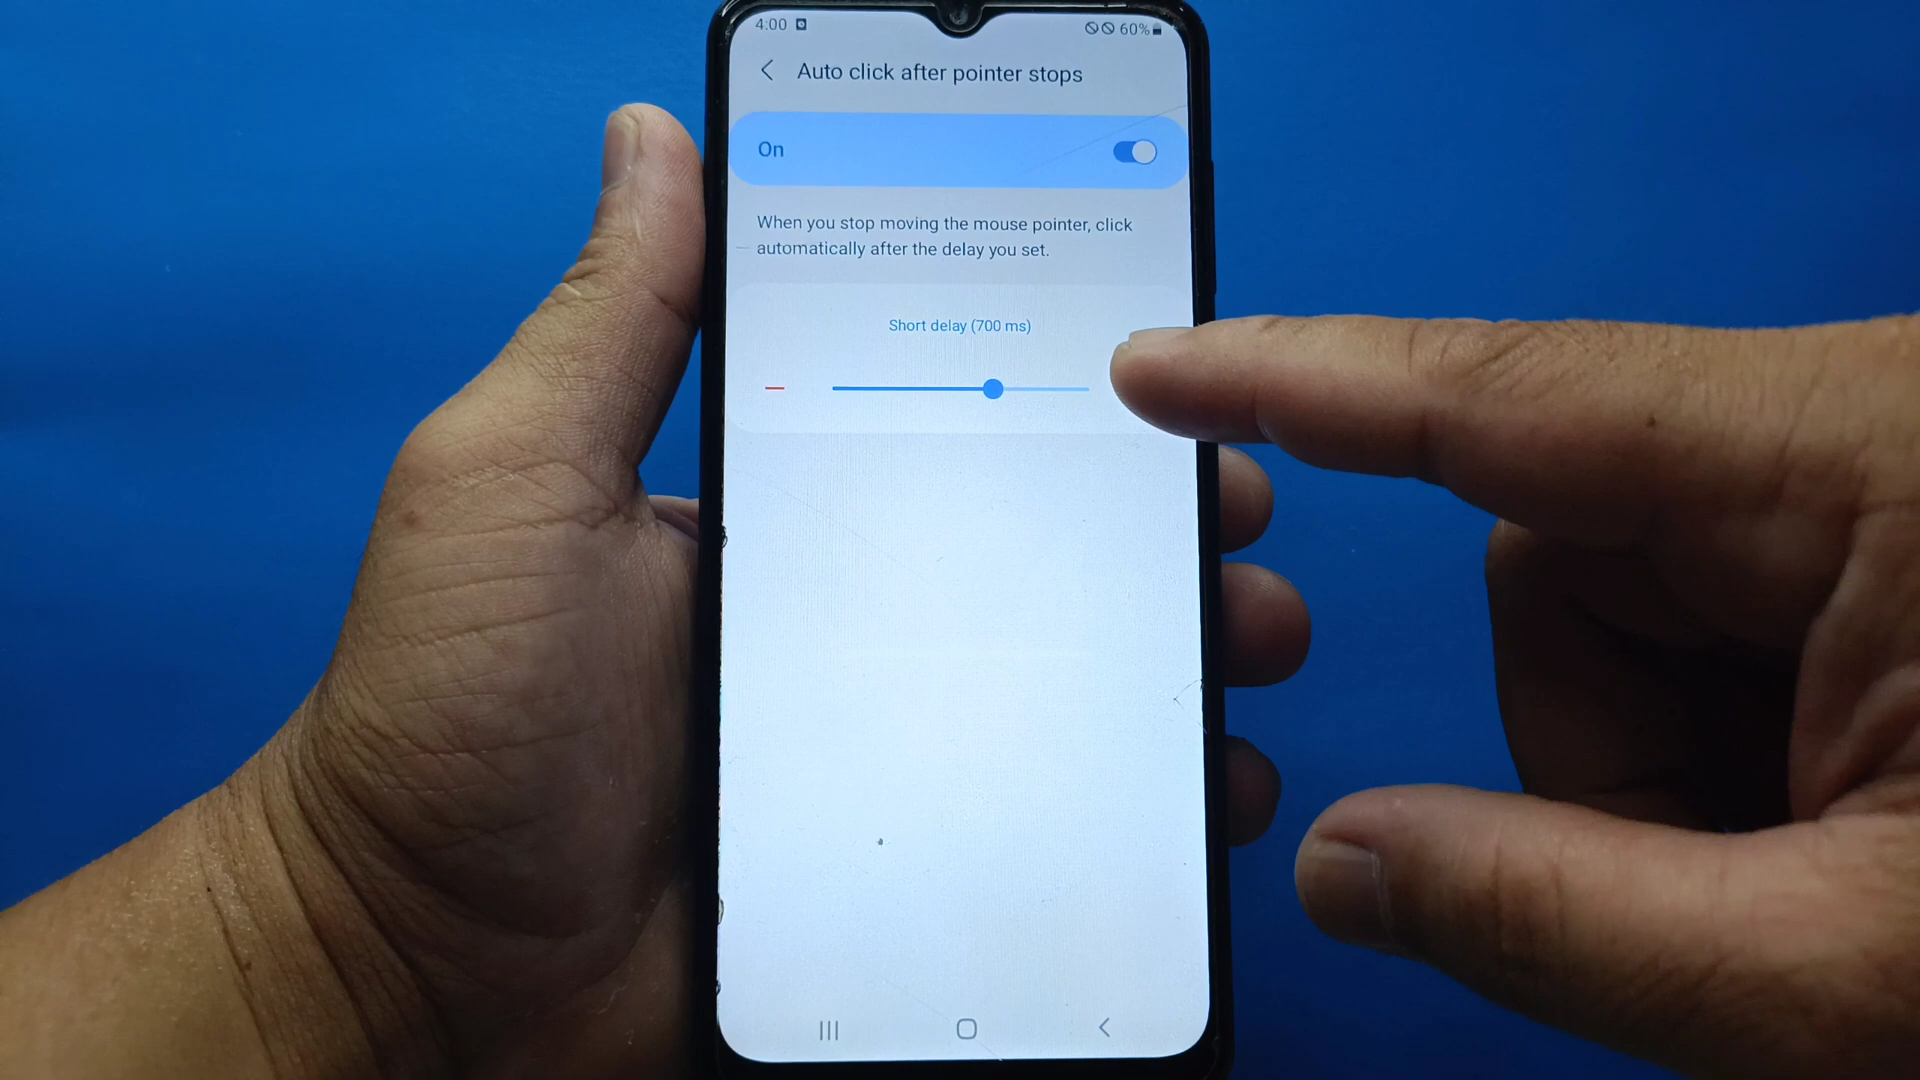 4:00 60%
Auto click after pointer stops
On
When you stop moving the mouse pointer, click
automatically after the delay you set.
Short delay (700 ms)